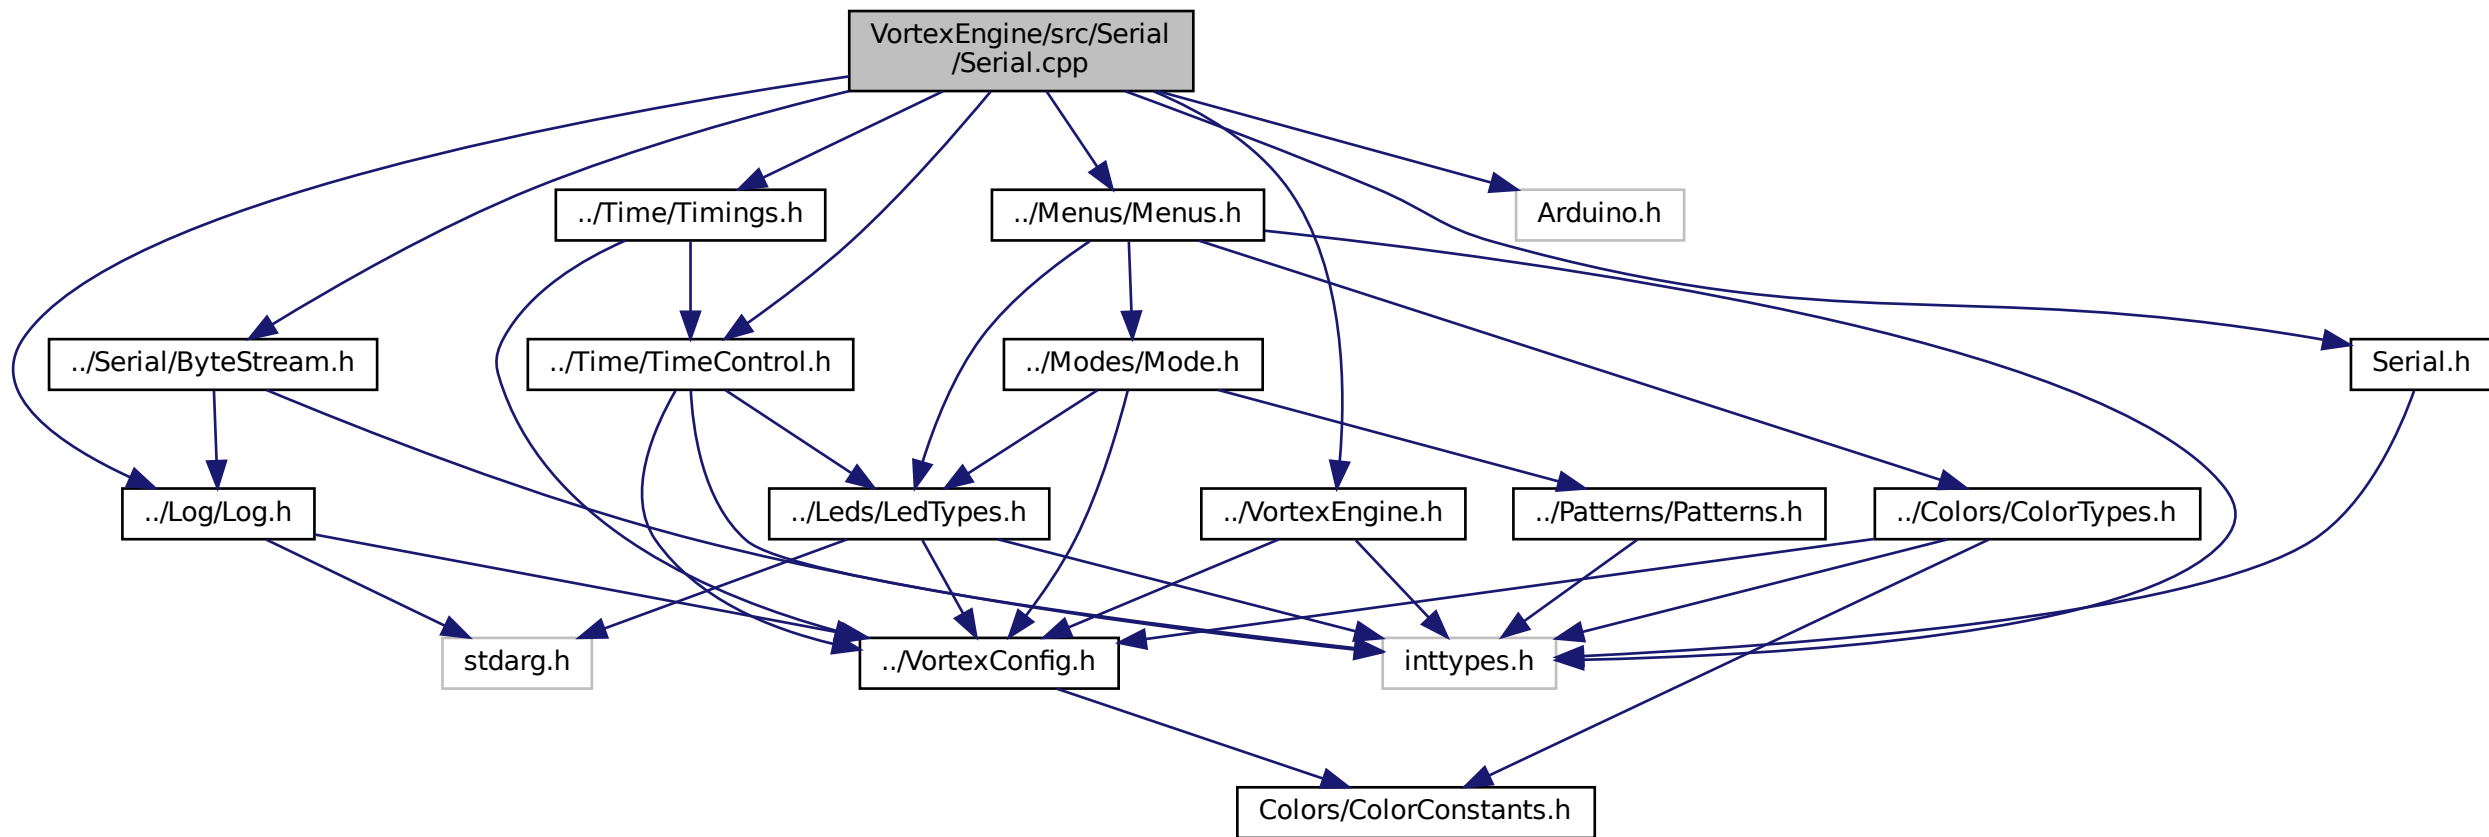 VortexEngine/src/Serial
/Serial.cpp
../Time/Timings.h
../Menus/Menus.h
Arduino.h
../Serial/ByteStream.h
../Time/TimeControl.h
../Modes/Mode.h
Serial.h
../Log/Log.h
../Leds/LedTypes.h
../VortexEngine.h
../Patterns/Patterns.h
../Colors/ColorTypes.h
stdarg.h
../VortexConfig.h
inttypes.h
Colors/ColorConstants.h